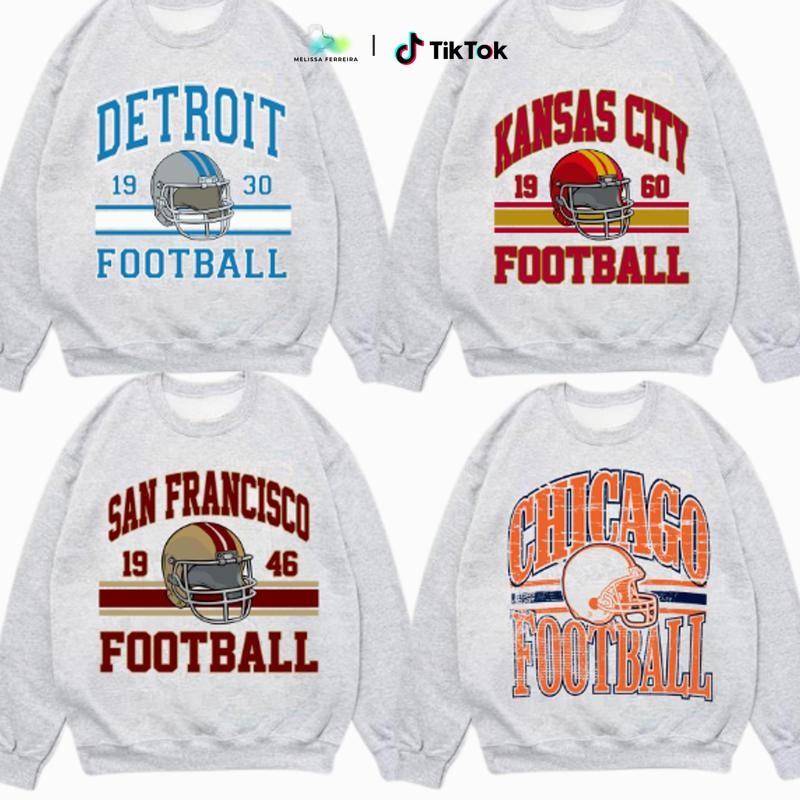 MELISSA FERREIRA | TikTok
DETROIT
19 30
FOOTBALL
KANSAS CITY
19 60
FOOTBALL
SAN FRANCISCO
19 46
FOOTBALL
CHICAGO
FOOTBALL